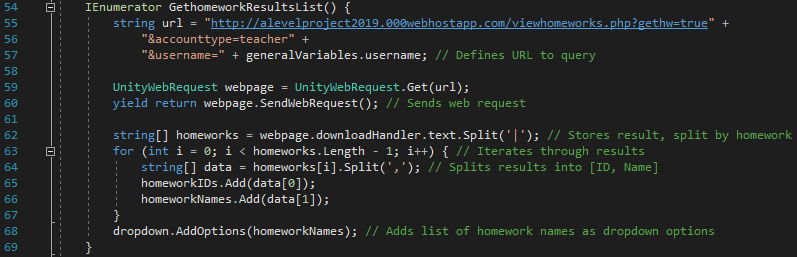 54 IEnumerator GethomeworkResultsList() {
55 string url = "http://alevelproject2019.000webhostapp.com/viewhomeworks.php?gethw=true" +
56 "&accounttype=teacher" +
57 "&username=" + generalVariables.username; // Defines URL to query
58
59 UnityWebRequest webpage = UnityWebRequest.Get(url);
60 yield return webpage.SendWebRequest(); // Sends web request
61
62 string[] homeworks = webpage.downloadHandler.text.Split('|'); // Stores result, split by homework
63 for (int i = 0; i < homeworks.Length - 1; i++) { // Iterates through results
64 string[] data = homeworks[i].Split(','); // Splits results into [ID, Name]
65 homeworkIDs.Add(data[0]);
66 homeworkNames.Add(data[1]);
67 }
68 dropdown.AddOptions(homeworkNames); // Adds list of homework names as dropdown options
69 }